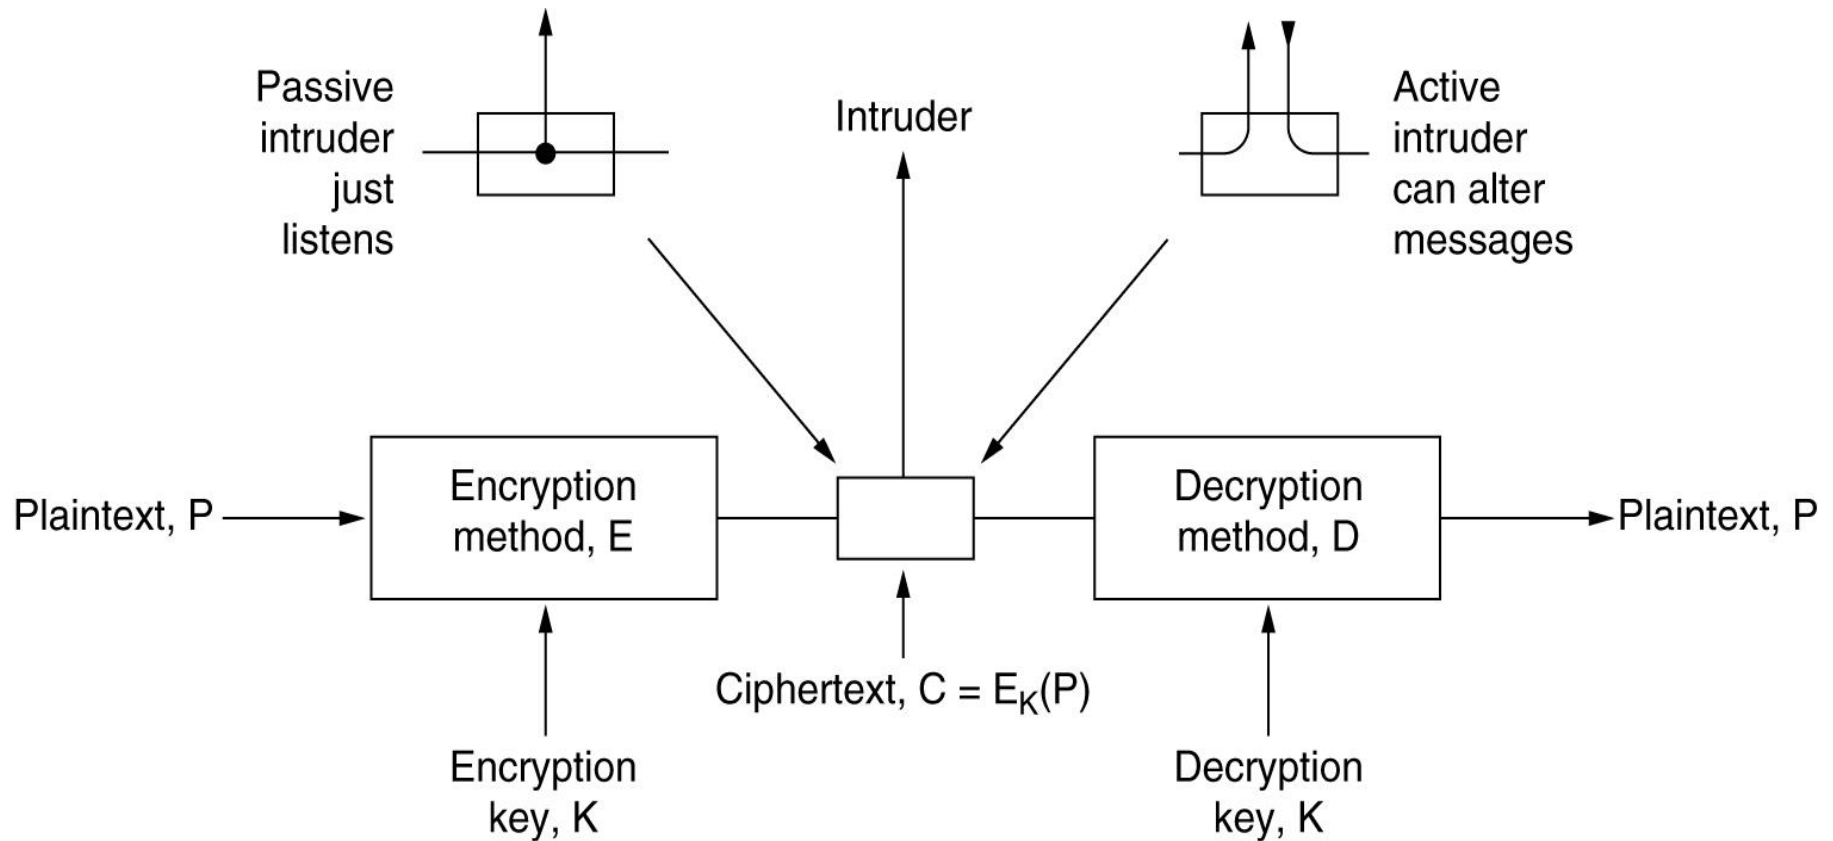 Passive
intruder
just
listens
Intruder
Active
intruder
can alter
messages
Plaintext, P
Encryption
method, E
Decryption
method, D
Plaintext, P
Ciphertext, C = E_K(P)
Encryption
key, K
Decryption
key, K